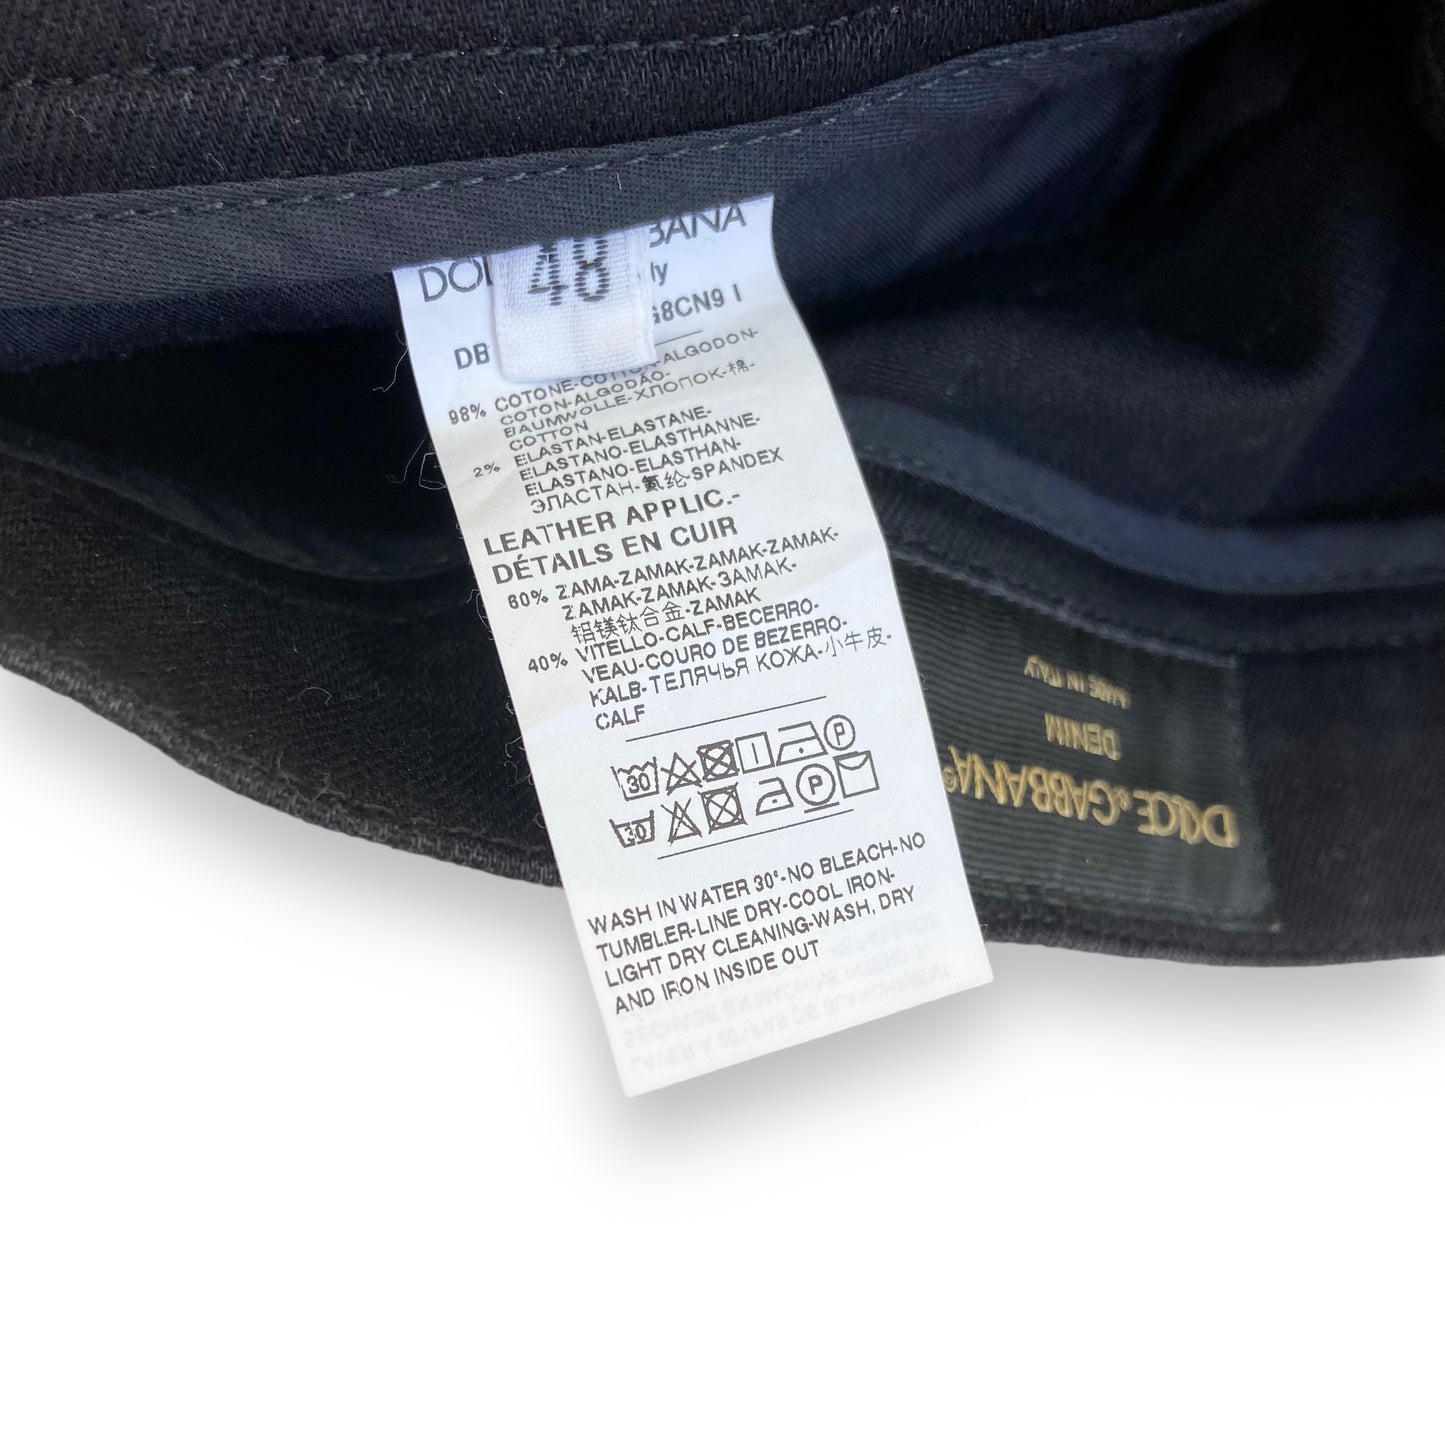 48
DB
G8CN9 I
98% COTONE-COTTON-ALGODON-
COTON-ALGODÃO-
BAUMWOLLE-ХЛОПОК-棉-
COTTON
2% ELASTAN-ELASTANE-
ELASTANO-ELASTHANNE-
ELASTANO-ELASTHAN-
ЭЛАСТАН-氨纶-SPANDEX
LEATHER APPLIC.-
DÉTAILS EN CUIR
60% ZAMA-ZAMAK-ZAMAK-ZAMAK-
ZAMAK-ZAMAK-ЗАМАК-
铝镁钛合金-ZAMAK
40% VITELLO-CALF-BECERRO-
VEAU-COURO DE BEZERRO-
KALB-ТЕЛЯЧЬЯ КОЖА-小牛皮-
CALF
30 P
30 P
WASH IN WATER 30°-NO BLEACH-NO
TUMBLER-LINE DRY-COOL IRON-
LIGHT DRY CLEANING-WASH, DRY
AND IRON INSIDE OUT
DOLCE & GABBANA®
DENIM
MADE IN ITALY